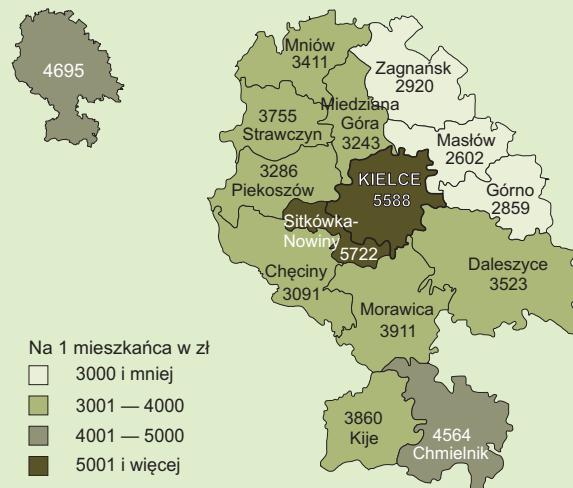 4695
Mniów
3411
Zagnańsk
2920
3755
Strawczyn
Miedziana
Góra
3243
Masłów
2602
3286
Piekoszów
KIELCE
5588
Górno
2859
Sitkówka-
Nowiny
5722
Chęciny
3091
Daleszyce
3523
Morawica
3911
Na 1 mieszkańca w zł
3000 i mniej
3001 — 4000
4001 — 5000
5001 i więcej
3860
Kije
4564
Chmielnik